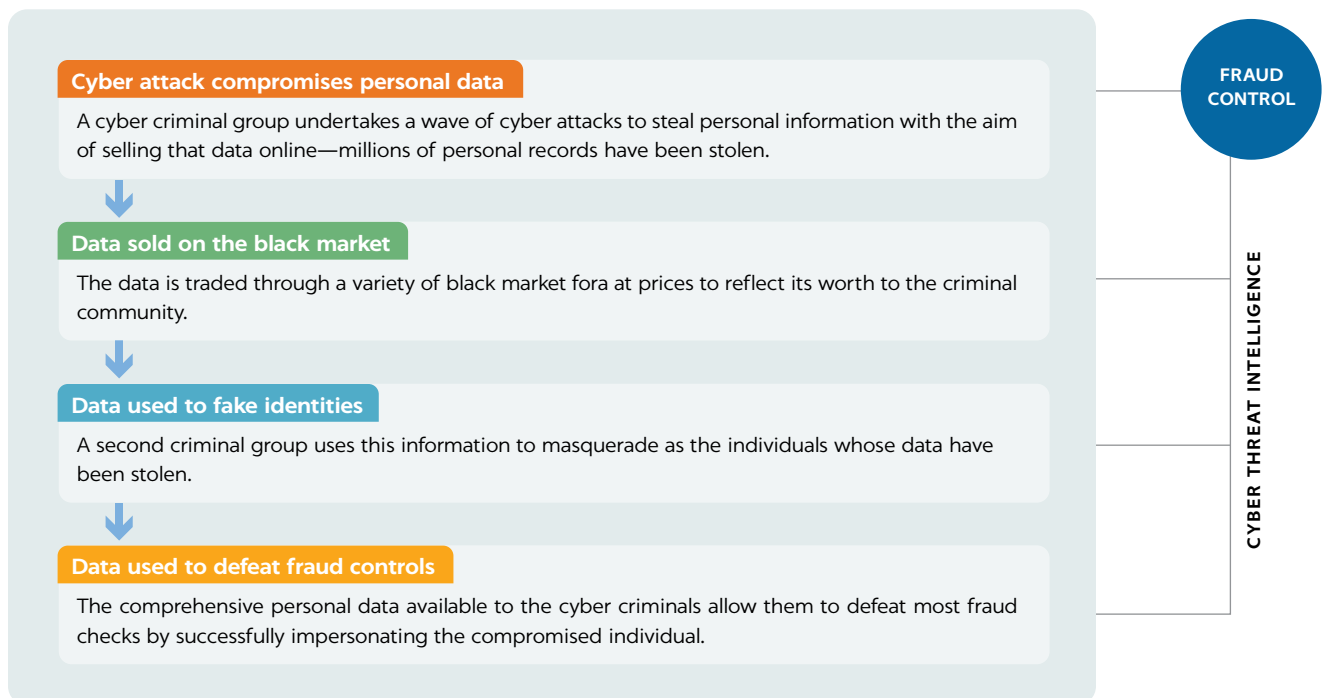 Cyber attack compromises personal data
A cyber criminal group undertakes a wave of cyber attacks to steal personal information with the aim
of selling that data online—millions of personal records have been stolen.
Data sold on the black market
The data is traded through a variety of black market fora at prices to reflect its worth to the criminal
community.
Data used to fake identities
A second criminal group uses this information to masquerade as the individuals whose data have
been stolen.
Data used to defeat fraud controls
The comprehensive personal data available to the cyber criminals allow them to defeat most fraud
checks by successfully impersonating the compromised individual.
FRAUD
CONTROL
CYBER THREAT INTELLIGENCE